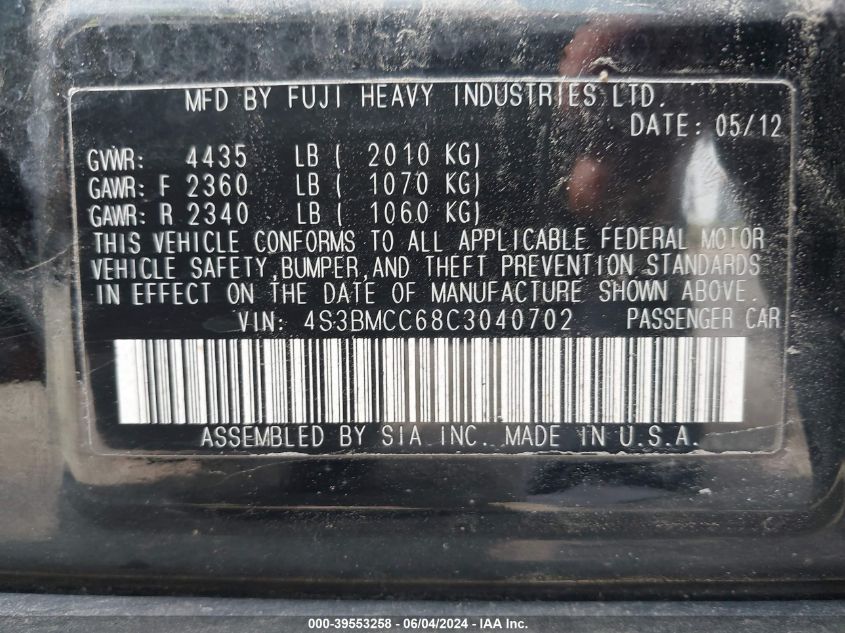 MFD BY FUJI HEAVY INDUSTRIES LTD.
DATE: 05/12
GVWR: 4435 LB ( 2010 KG)
GAWR: F 2360 LB ( 1070 KG)
GAWR: R 2340 LB ( 1060 KG)
THIS VEHICLE CONFORMS TO ALL APPLICABLE FEDERAL MOTOR
VEHICLE SAFETY,BUMPER,AND THEFT PREVENTION STANDARDS
IN EFFECT ON THE DATE OF MANUFACTURE SHOWN ABOVE.
VIN: 4S3BMCC68C3040702 PASSENGER CAR
ASSEMBLED BY SIA INC. MADE IN U.S.A.
000-39553258 - 06/04/2024 - IAA Inc.